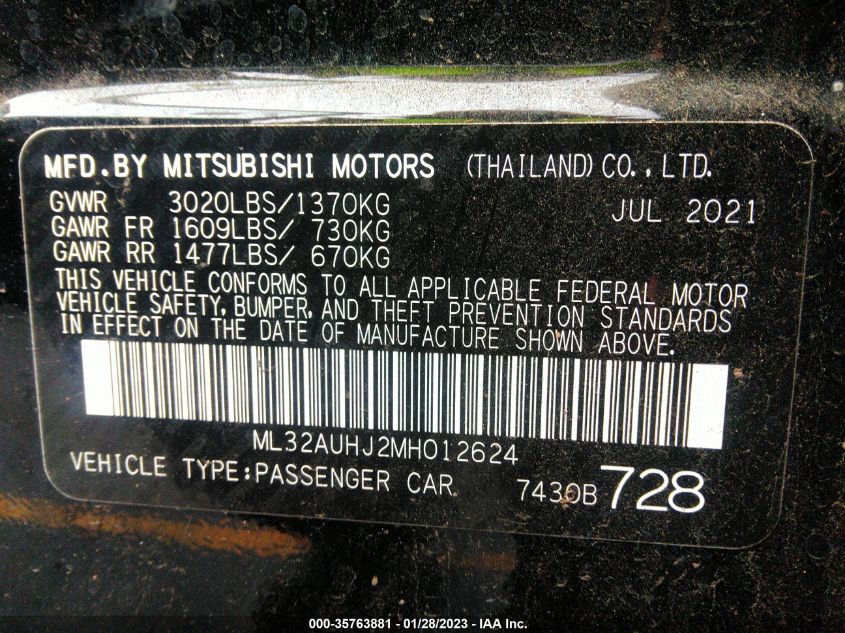 MFD.BY MITSUBISHI MOTORS (THAILAND) CO., LTD.
GVWR 3020LBS/1370KG JUL 2021
GAWR FR 1609LBS/ 730KG
GAWR RR 1477LBS/ 670KG
THIS VEHICLE CONFORMS TO ALL APPLICABLE FEDERAL MOTOR
VEHICLE SAFETY, BUMPER, AND THEFT PREVENTION STANDARDS
IN EFFECT ON THE DATE OF MANUFACTURE SHOWN ABOVE.
ML32AUHJ2MH012624
VEHICLE TYPE:PASSENGER CAR 7430B 728
000-35763881 - 01/28/2023 - IAA Inc.